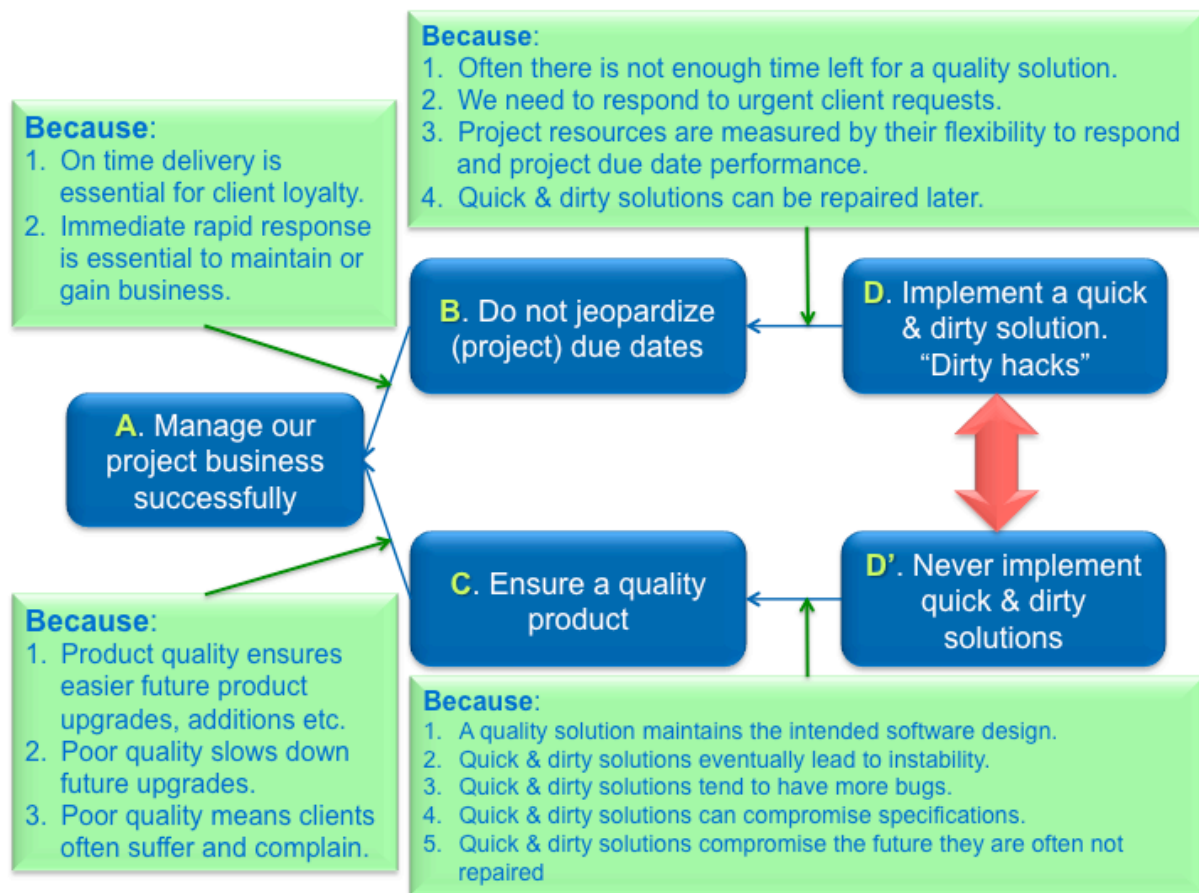 Because:
1. Often there is not enough time left for a quality solution.
2. We need to respond to urgent client requests.
3. Project resources are measured by their flexibility to respond
and project due date performance.
4. Quick & dirty solutions can be repaired later.
Because:
1. On time delivery is
essential for client loyalty.
2. Immediate rapid response
is essential to maintain or
gain business.
B. Do not jeopardize
(project) due dates
D. Implement a quick
& dirty solution.
“Dirty hacks”
A. Manage our
project business
successfully
C. Ensure a quality
product
D’. Never implement
quick & dirty
solutions
Because:
1. Product quality ensures
easier future product
upgrades, additions etc.
2. Poor quality slows down
future upgrades.
3. Poor quality means clients
often suffer and complain.
Because:
1. A quality solution maintains the intended software design.
2. Quick & dirty solutions eventually lead to instability.
3. Quick & dirty solutions tend to have more bugs.
4. Quick & dirty solutions can compromise specifications.
5. Quick & dirty solutions compromise the future they are often not
repaired